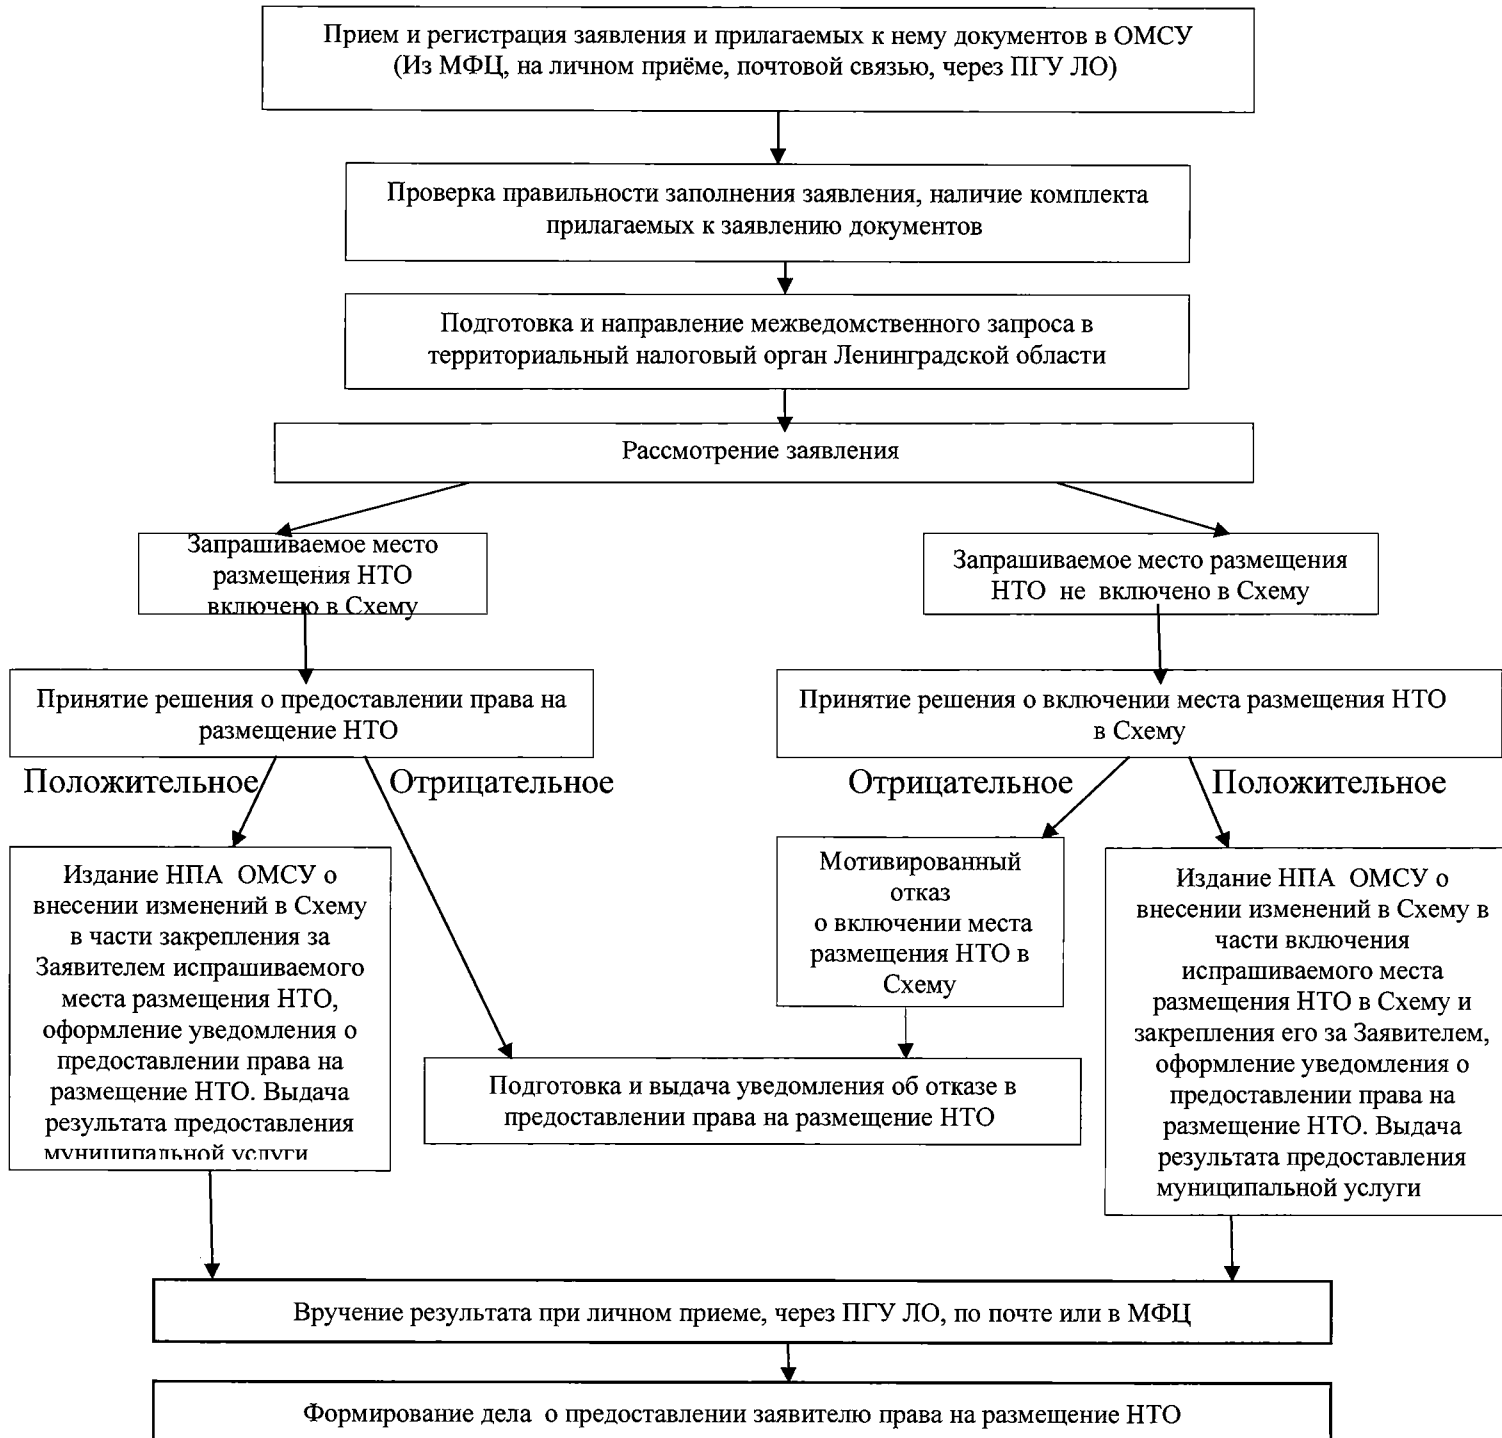 Прием и регистрация заявления и прилагаемых к нему документов в ОМСУ
(Из МФЦ, на личном приёме, почтовой связью, через ПГУ ЛО)
Проверка правильности заполнения заявления, наличие комплекта
прилагаемых к заявлению документов
Подготовка и направление межведомственного запроса в
территориальный налоговый орган Ленинградской области
Рассмотрение заявления
Запрашиваемое место
размещения НТО
включено в Схему
Запрашиваемое место размещения
НТО не включено в Схему
Принятие решения о предоставлении права на
размещение НТО
Принятие решения о включении места размещения НТО
в Схему
Положительное
Отрицательное
Отрицательное
Положительное
Издание НПА ОМСУ о
внесении изменений в Схему
в части закрепления за
Заявителем испрашиваемого
места размещения НТО,
оформление уведомления о
предоставлении права на
размещение НТО. Выдача
результата предоставления
муниципальной услуги
Мотивированный
отказ
о включении места
размещения НТО в
Схему
Издание НПА ОМСУ о
внесении изменений в Схему в
части включения
испрашиваемого места
размещения НТО в Схему и
закрепления его за Заявителем,
оформление уведомления о
предоставлении права на
размещение НТО. Выдача
результата предоставления
муниципальной услуги
Подготовка и выдача уведомления об отказе в
предоставлении права на размещение НТО
Вручение результата при личном приеме, через ПГУ ЛО, по почте или в МФЦ
Формирование дела о предоставлении заявителю права на размещение НТО